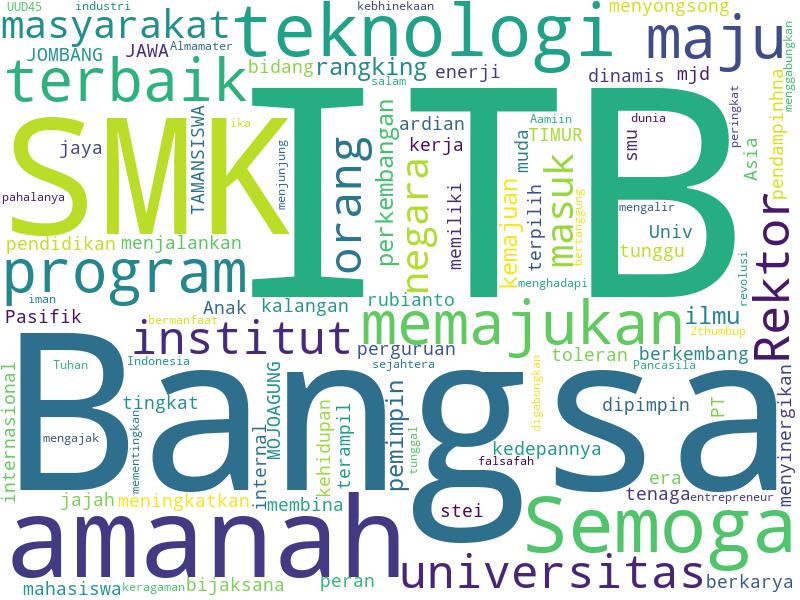 UUD45
industri
kebhinekaan
menyongsong
masyarakat
teknologi
maju
JOMBANG
JAWA
Almamater
terbaik
bidang
rangking
enerji
dinamis
mjd
salam
menggabungkan
SMK
ITB
jaya
TAMANSISWA
ika
menjunjung
orang
perkembangan
ardian
kerja
negara
memiliki
muda
Aamiin
TIMUR
kemajuan
terpilih
masuk
bertanggung
dunia
smu
peringkat
Asia
pendampinhna
mengalir
Univ
tunggu
pahalanya
pendidikan
menjalankan
program
menghadapi
revolusi
Rektor
iman
Pasifik
Anak
kalangan
rubianto
bermanfaat
institut
memajukan
ilmu
2thumbup
perguruan
toleran
berkembang
Tuhan
Indonesia
sejahtera
Pancasila
Bangsa
internasional
tingkat
MOJOAGUNG
mengajak
mementingkan
internal
kehidupan
terampil
pemimpin
tunggal
digabungkan
dipimpin
PT
menyinergikan
kedepannya
falsafah
era
tenaga
entrepreneur
jajah
meningkatkan
membina
stei
amanah
Semoga
universitas
berkarya
mahasiswa
keragaman
bijaksana
peran